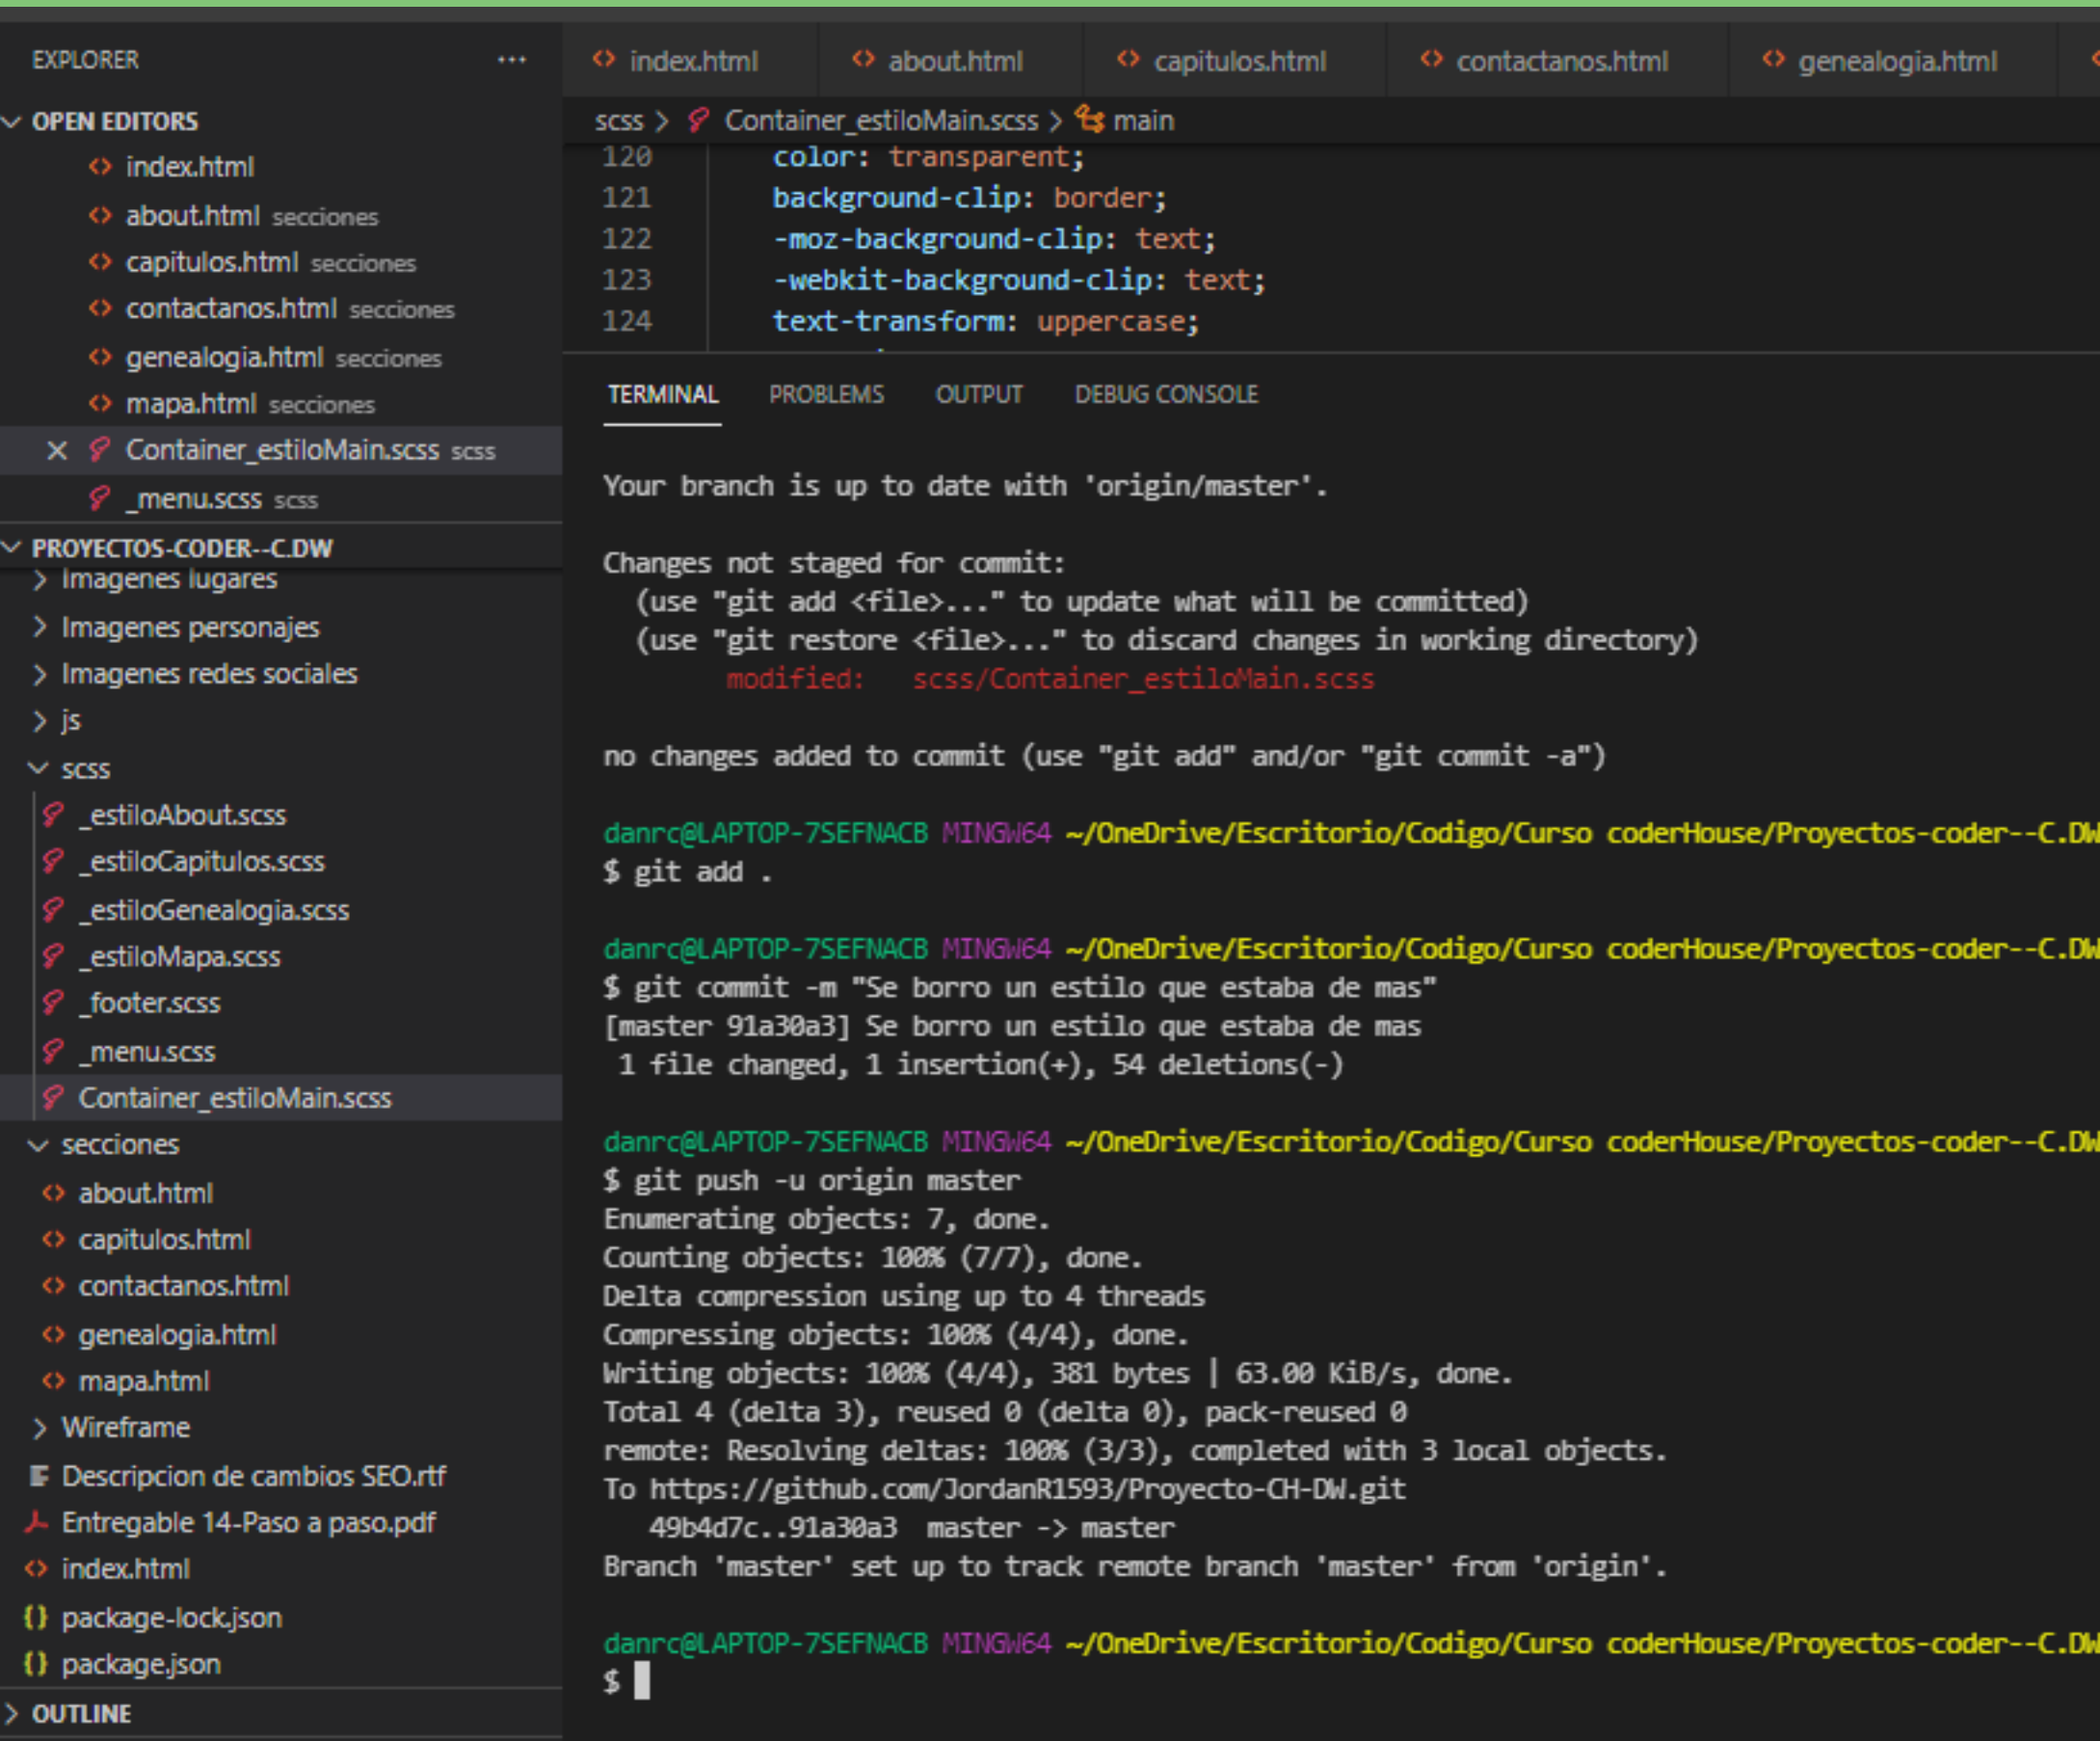 EXPLORER ...
OPEN EDITORS
index.html
about.html secciones
capitulos.html secciones
contactanos.html secciones
genealogia.html secciones
mapa.html secciones
Container_estiloMain.scss scss
_menu.scss scss
PROYECTOS-CODER--C.DW
Imagenes lugares
Imagenes personajes
Imagenes redes sociales
js
scss
_estiloAbout.scss
_estiloCapitulos.scss
_estiloGenealogia.scss
_estiloMapa.scss
_footer.scss
_menu.scss
Container_estiloMain.scss
secciones
about.html
capitulos.html
contactanos.html
genealogia.html
mapa.html
Wireframe
Descripcion de cambios SEO.rtf
Entregable 14-Paso a paso.pdf
index.html
package-lock.json
package.json
OUTLINE
index.html about.html capitulos.html contactanos.html genealogia.html
scss > Container_estiloMain.scss > main
120 color: transparent;
121 background-clip: border;
122 -moz-background-clip: text;
123 -webkit-background-clip: text;
124 text-transform: uppercase;
TERMINAL PROBLEMS OUTPUT DEBUG CONSOLE
Your branch is up to date with 'origin/master'.
Changes not staged for commit:
(use "git add <file>..." to update what will be committed)
(use "git restore <file>..." to discard changes in working directory)
modified: scss/Container_estiloMain.scss
no changes added to commit (use "git add" and/or "git commit -a")
danrc@LAPTOP-7SEFNACB MINGW64 ~/OneDrive/Escritorio/Codigo/Curso coderHouse/Proyectos-coder--C.DW
$ git add .
danrc@LAPTOP-7SEFNACB MINGW64 ~/OneDrive/Escritorio/Codigo/Curso coderHouse/Proyectos-coder--C.DW
$ git commit -m "Se borro un estilo que estaba de mas"
[master 91a30a3] Se borro un estilo que estaba de mas
1 file changed, 1 insertion(+), 54 deletions(-)
danrc@LAPTOP-7SEFNACB MINGW64 ~/OneDrive/Escritorio/Codigo/Curso coderHouse/Proyectos-coder--C.DW
$ git push -u origin master
Enumerating objects: 7, done.
Counting objects: 100% (7/7), done.
Delta compression using up to 4 threads
Compressing objects: 100% (4/4), done.
Writing objects: 100% (4/4), 381 bytes | 63.00 KiB/s, done.
Total 4 (delta 3), reused 0 (delta 0), pack-reused 0
remote: Resolving deltas: 100% (3/3), completed with 3 local objects.
To https://github.com/JordanR1593/Proyecto-CH-DW.git
49b4d7c..91a30a3 master -> master
Branch 'master' set up to track remote branch 'master' from 'origin'.
danrc@LAPTOP-7SEFNACB MINGW64 ~/OneDrive/Escritorio/Codigo/Curso coderHouse/Proyectos-coder--C.DW
$